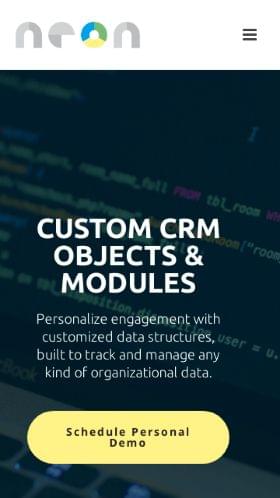 neon
CUSTOM CRM
OBJECTS &
MODULES
Personalize engagement with
customized data structures,
built to track and manage any
kind of organizational data.
Schedule Personal
Demo